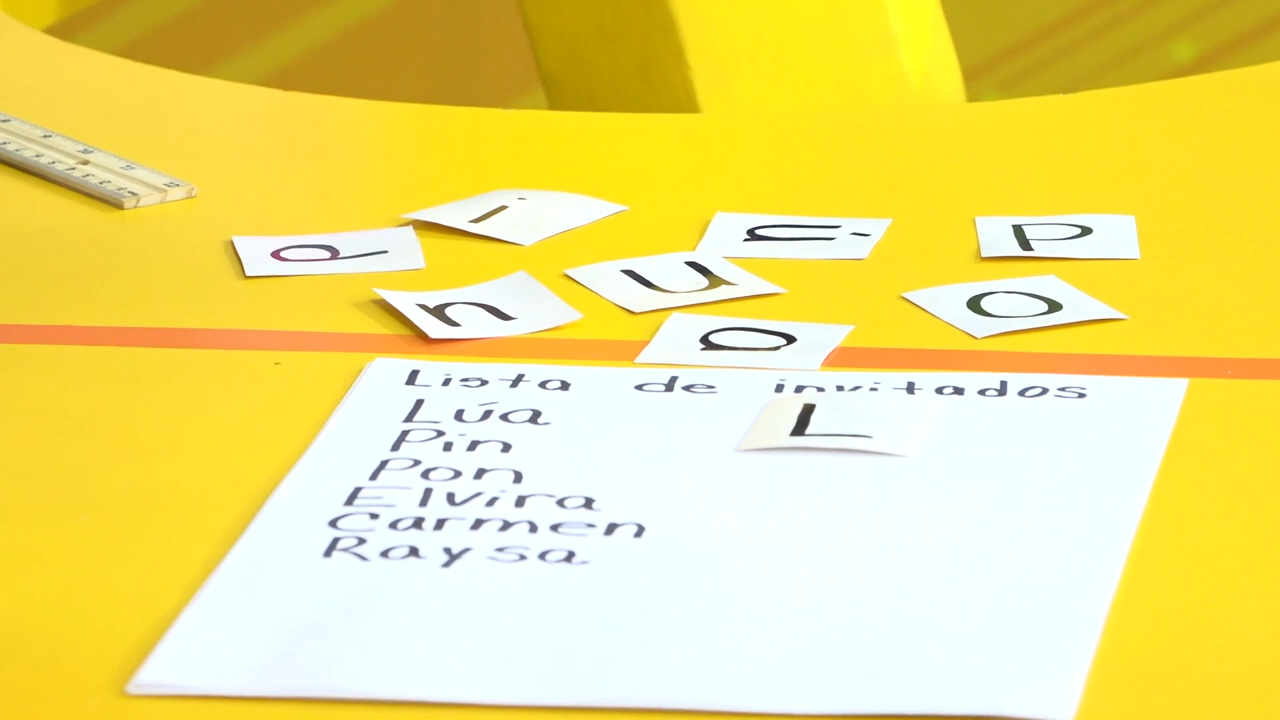 i
P
ú
P
n
n
o
a
Lista de invitados
L
Lúa
Pin
Pon
Elvira
Carmen
Raysa